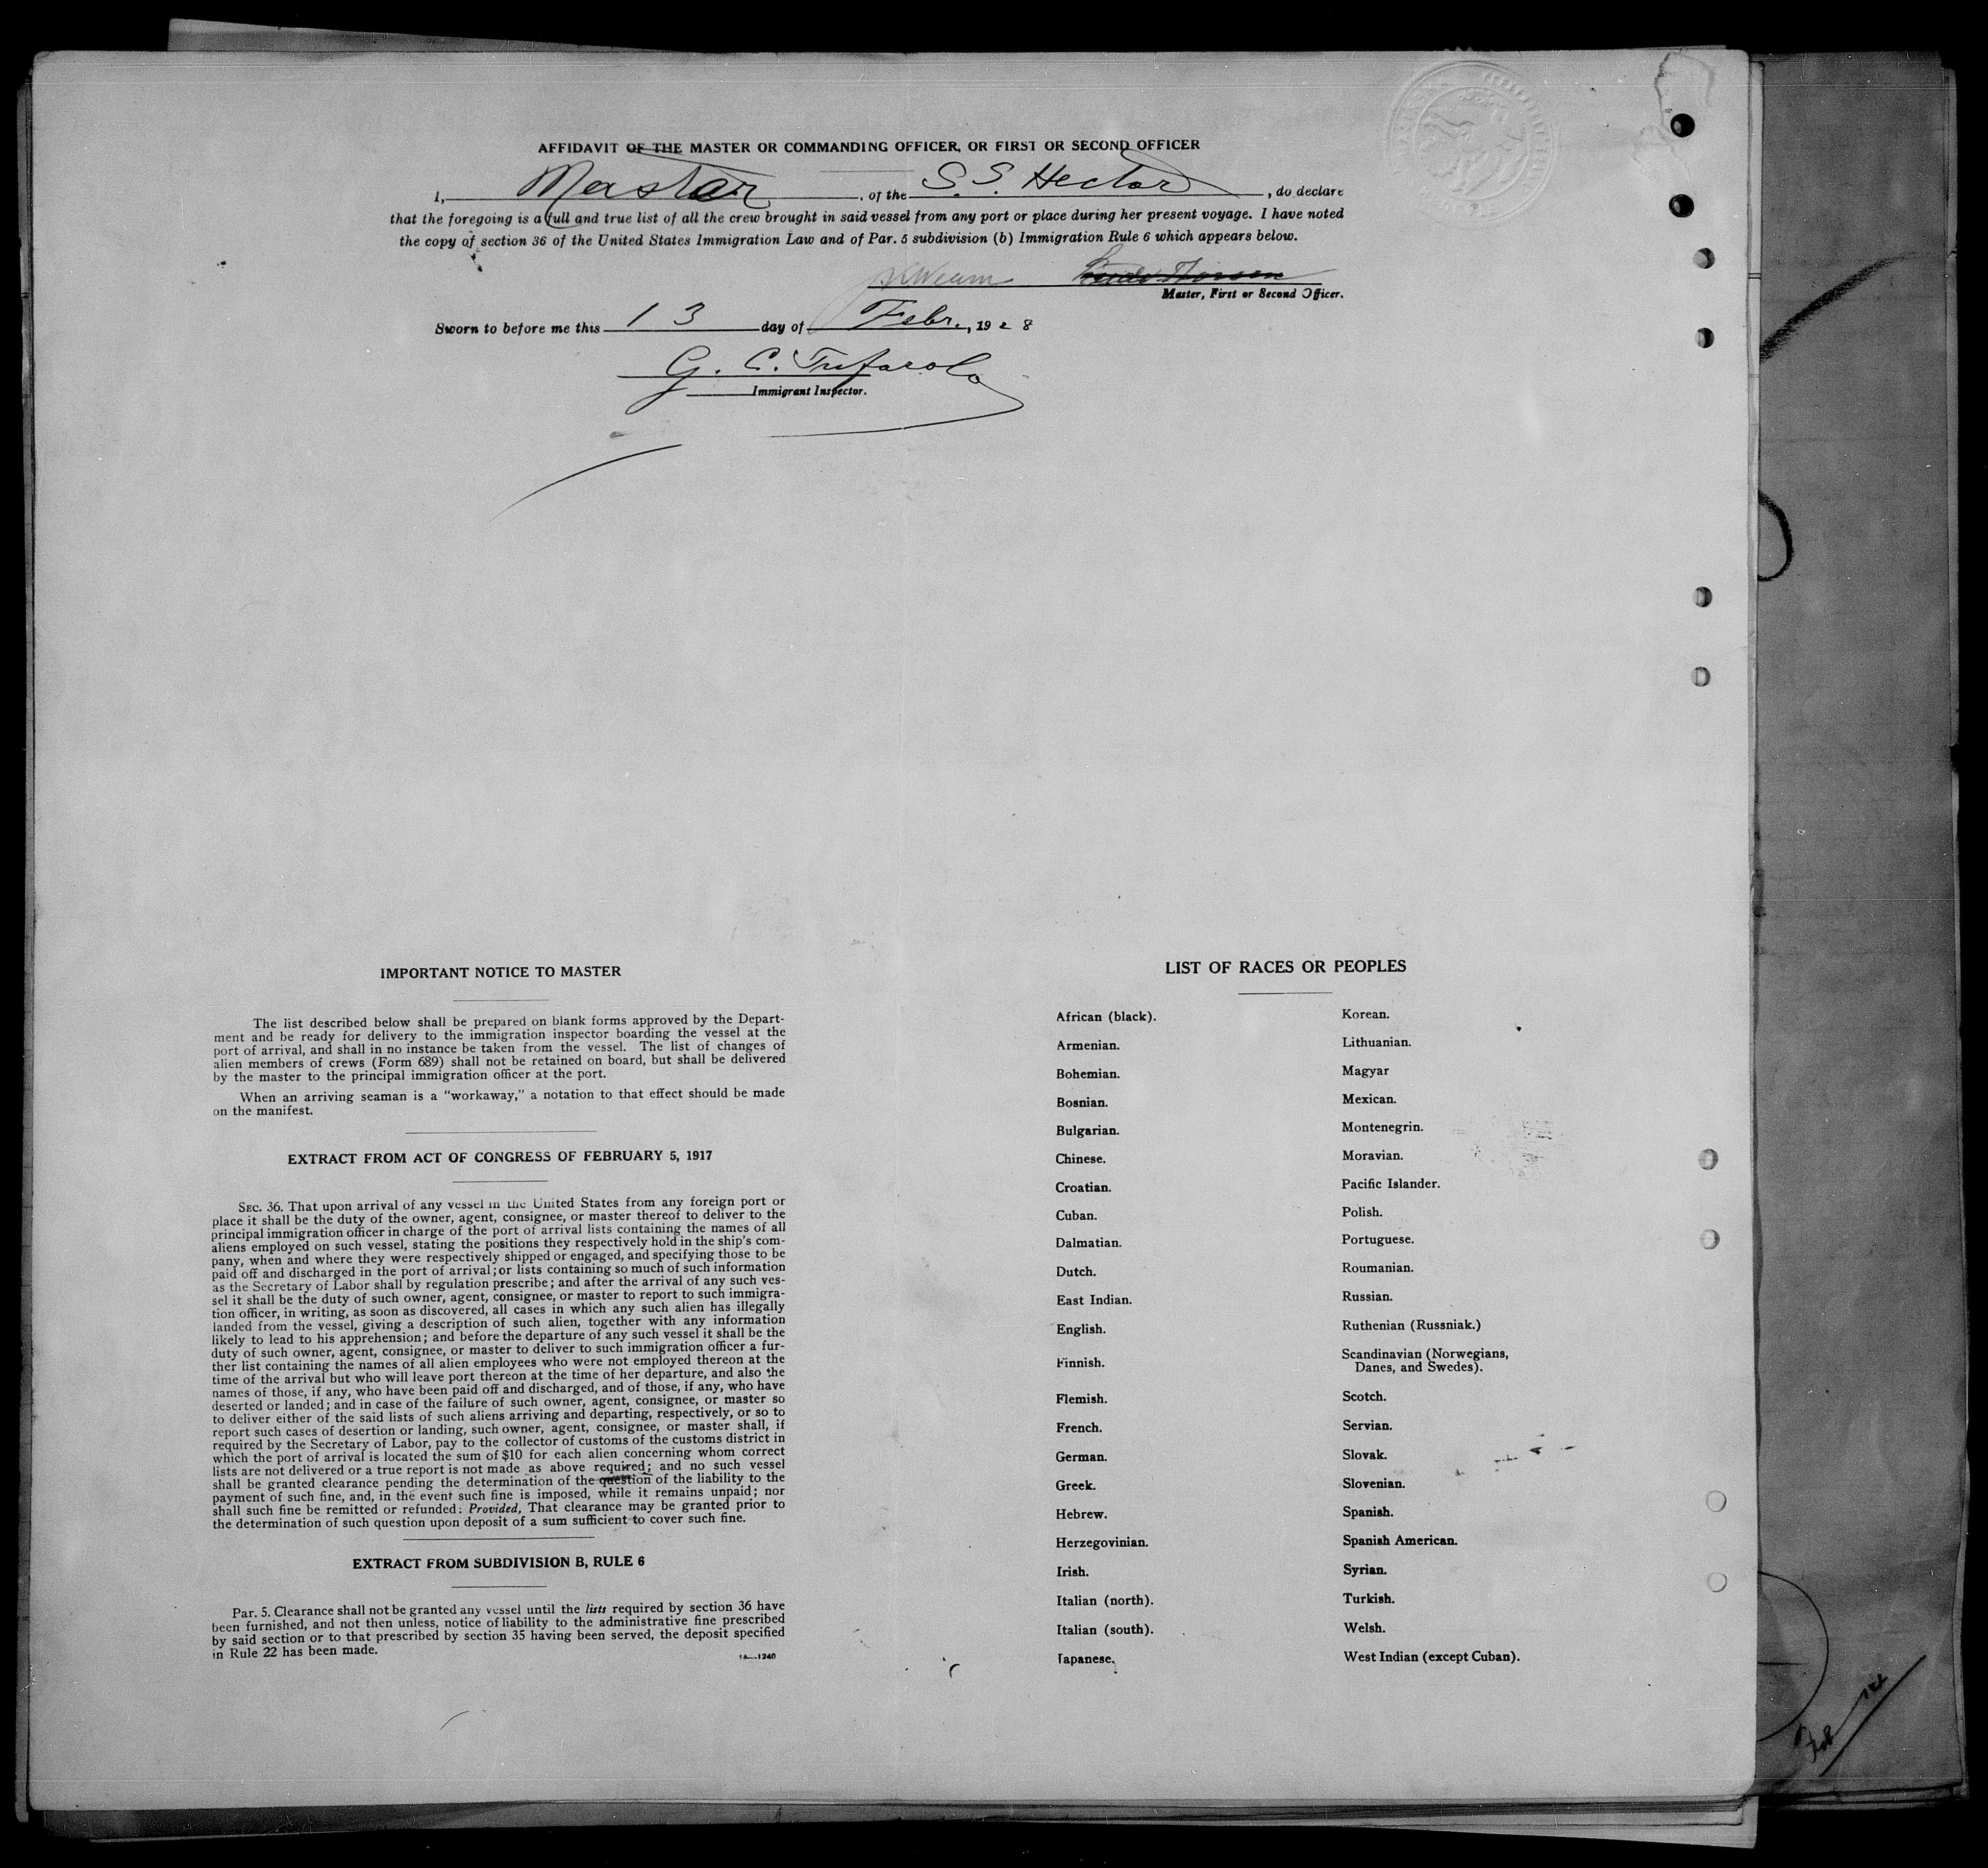 AFFIDAVIT OF THE MASTER OR COMMANDING OFFICER, OR FIRST OR SECOND OFFICER
I, Master, of the S.S. Hector, do declare
that the foregoing is a full and true list of all the crew brought in said vessel from any port or place during her present voyage. I have noted
the copy of section 36 of the United States Immigration Law and of Par. 5 subdivision (b) Immigration Rule 6 which appears below.
Master, First or Second Officer.
Sworn to before me this 13 day of Febr., 1928
G. C.
Immigrant Inspector.
IMPORTANT NOTICE TO MASTER
The list described below shall be prepared on blank forms approved by the Depart-
ment and be ready for delivery to the immigration inspector boarding the vessel at the
port of arrival, and shall in no instance be taken from the vessel. The list of changes of
alien members of crews (Form 689) shall not be retained on board, but shall be delivered
by the master to the principal immigration officer at the port.
When an arriving seaman is a "workaway," a notation to that effect should be made
on the manifest.
EXTRACT FROM ACT OF CONGRESS OF FEBRUARY 5, 1917
SEC. 36. That upon arrival of any vessel in the United States from any foreign port or
place it shall be the duty of the owner, agent, consignee, or master thereof to deliver to the
principal immigration officer in charge of the port of arrival lists containing the names of all
aliens employed on such vessel, stating the positions they respectively hold in the ship's com-
pany, when and where they were respectively shipped or engaged, and specifying those to be
paid off and discharged in the port of arrival; or lists containing so much of such information
as the Secretary of Labor shall by regulation prescribe; and after the arrival of any such ves-
sel it shall be the duty of such owner, agent, consignee, or master to report to such immigra-
tion officer, in writing, as soon as discovered, all cases in which any such alien has illegally
landed from the vessel, giving a description of such alien, together with any information
likely to lead to his apprehension; and before the departure of any such vessel it shall be the
duty of such owner, agent, consignee, or master to deliver to such immigration officer a fur-
ther list containing the names of all alien employees who were not employed thereon at the
time of the arrival but who will leave port thereon at the time of her departure, and also the
names of those, if any, who have been paid off and discharged, and of those, if any, who have
deserted or landed; and in case of the failure of such owner, agent, consignee, or master so
to deliver either of the said lists of such aliens arriving and departing, respectively, or so to
report such cases of desertion or landing, such owner, agent, consignee, or master shall, if
required by the Secretary of Labor, pay to the collector of customs of the customs district in
which the port of arrival is located the sum of $10 for each alien concerning whom correct
lists are not delivered or a true report is not made as above required; and no such vessel
shall be granted clearance pending the determination of the question of the liability to the
payment of such fine, and, in the event such fine is imposed, while it remains unpaid; nor
shall such fine be remitted or refunded: Provided, That clearance may be granted prior to
the determination of such question upon deposit of a sum sufficient to cover such fine.
EXTRACT FROM SUBDIVISION B, RULE 6
Par. 5. Clearance shall not be granted any vessel until the lists required by section 36 have
been furnished, and not then unless, notice of liability to the administrative fine prescribed
by said section or to that prescribed by section 35 having been served, the deposit specified
in Rule 22 has been made.
1240
LIST OF RACES OR PEOPLES
African (black).
Armenian.
Bohemian.
Bosnian.
Bulgarian.
Chinese.
Croatian.
Cuban.
Dalmatian.
Dutch.
East Indian.
English.
Finnish.
Flemish.
French.
German.
Greek.
Hebrew.
Herzegovinian.
Irish.
Italian (north).
Italian (south).
Japanese.
Korean.
Lithuanian.
Magyar
Mexican.
Montenegrin.
Moravian.
Pacific Islander.
Polish.
Portuguese.
Roumanian.
Russian.
Ruthenian (Russniak.)
Scandinavian (Norwegians,
Danes, and Swedes).
Scotch.
Servian.
Slovak.
Slovenian.
Spanish.
Spanish American.
Syrian.
Turkish.
Welsh.
West Indian (except Cuban).